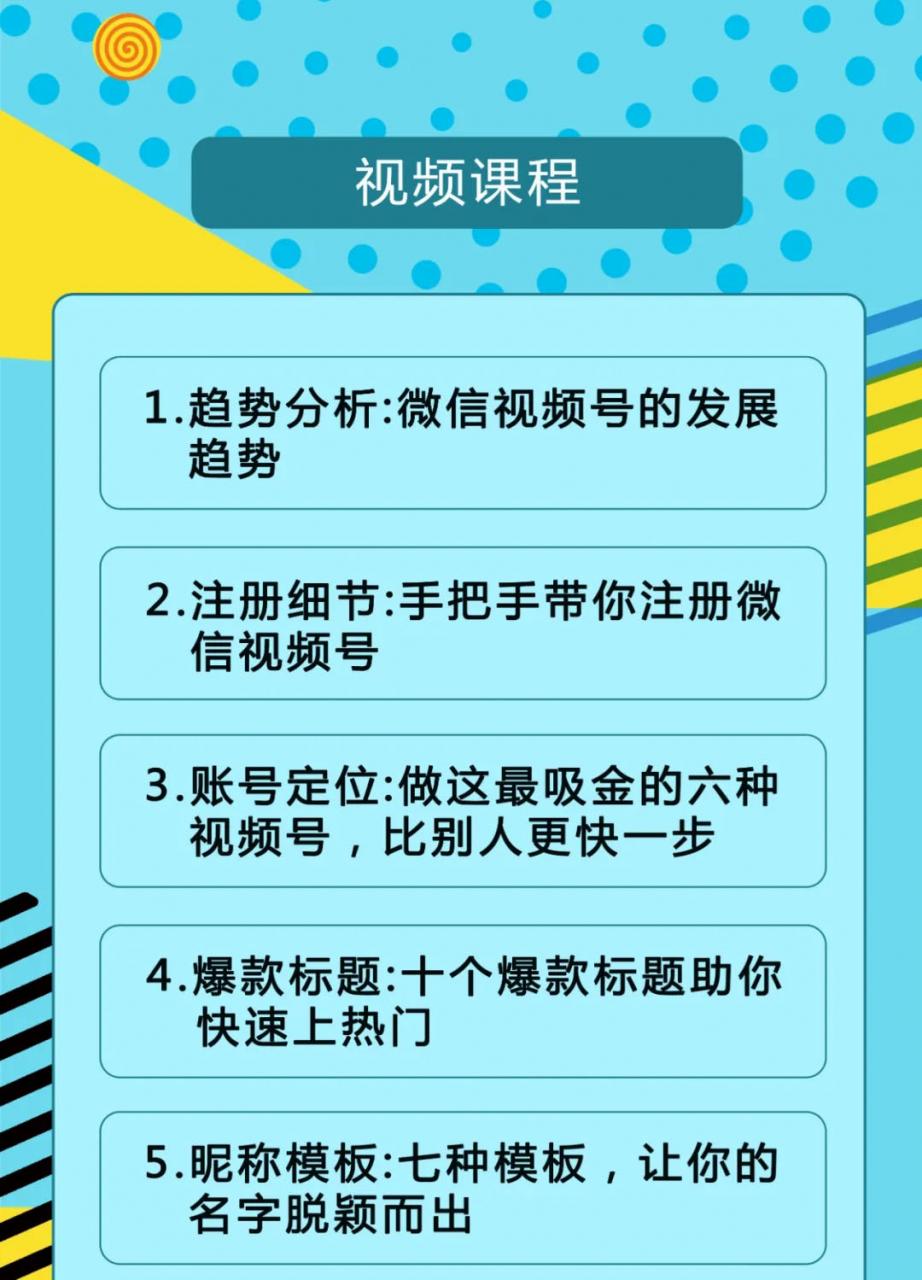 视频课程
1.趋势分析:微信视频号的发展
趋势
2.注册细节:手把手带你注册微
信视频号
3.账号定位:做这最吸金的六种
视频号，比别人更快一步
4.爆款标题:十个爆款标题助你
快速上热门
5.昵称模板:七种模板，让你的
名字脱颖而出